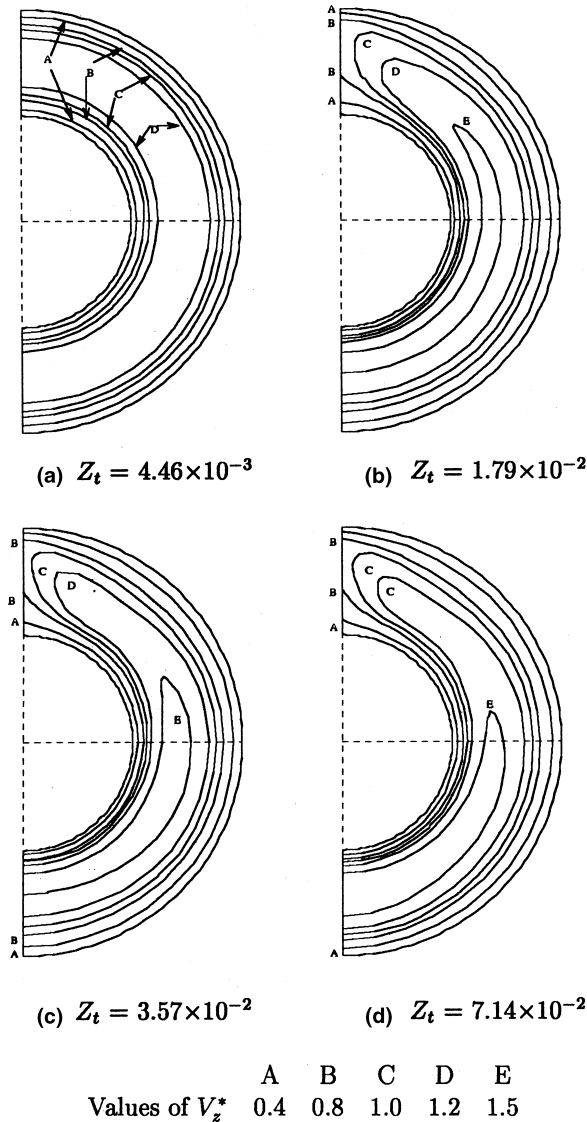 A
B
C
D
A
B
C
B
D
A
E
(a) Z_t = 4.46×10⁻³
(b) Z_t = 1.79×10⁻²
B
C
D
B
A
E
B
A
C
B
C
A
E
A
(c) Z_t = 3.57×10⁻²
(d) Z_t = 7.14×10⁻²
A B C D E
Values of V_z^* 0.4 0.8 1.0 1.2 1.5